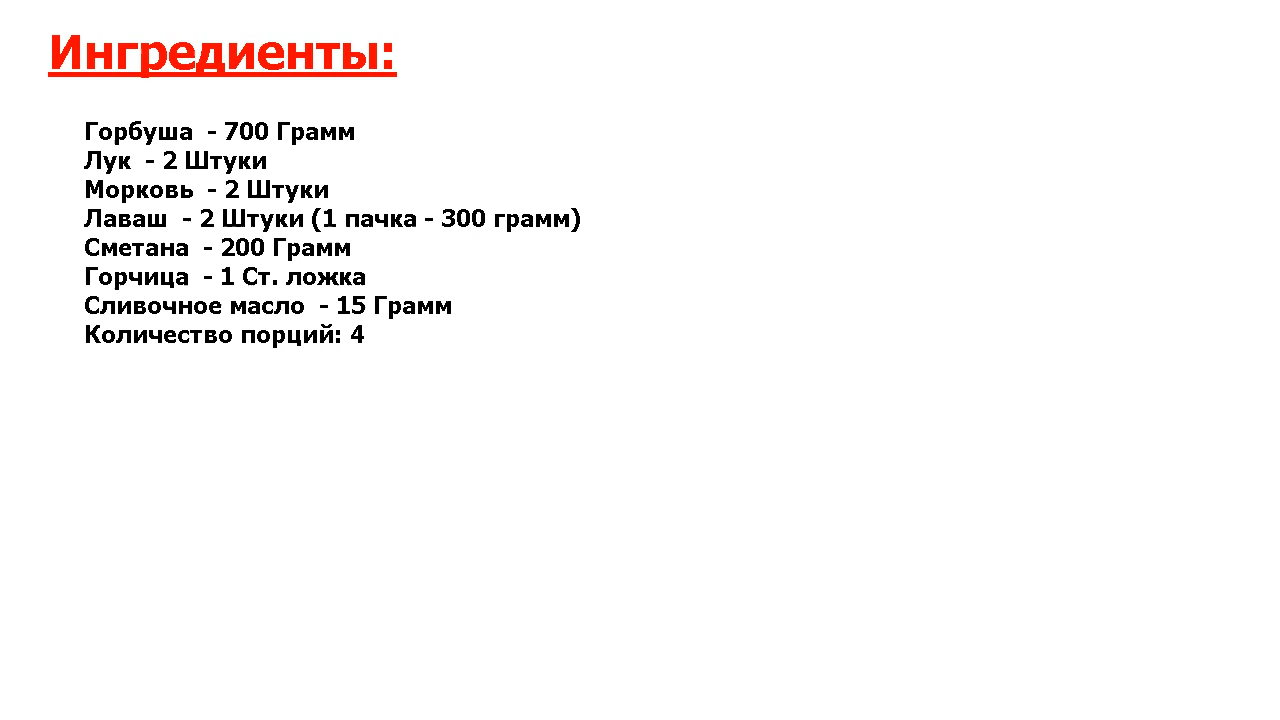 Ингредиенты:
Горбуша  - 700 Грамм
Лук  - 2 Штуки
Морковь  - 2 Штуки
Лаваш  - 2 Штуки (1 пачка - 300 грамм)
Сметана  - 200 Грамм
Горчица  - 1 Ст. ложка
Сливочное масло  - 15 Грамм
Количество порций: 4